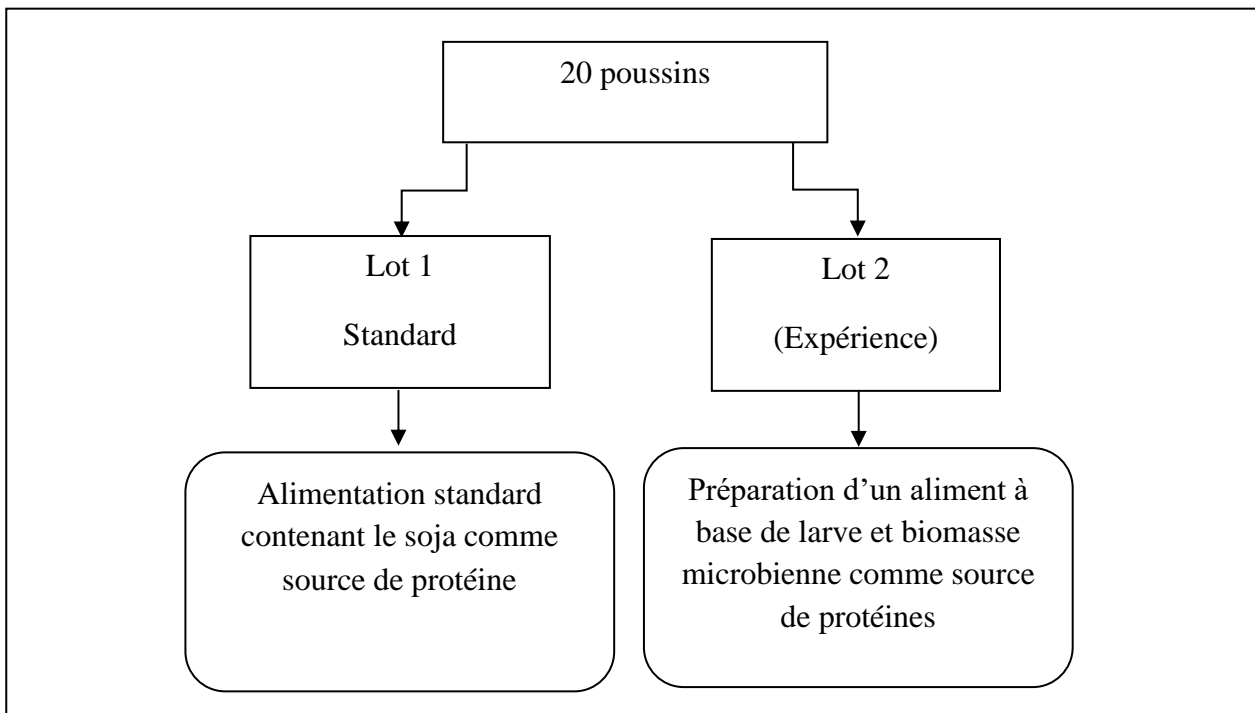 20 poussins
Lot 1
Standard
Lot 2
(Expérience)
Alimentation standard
contenant le soja comme
source de protéine
Préparation d’un aliment à
base de larve et biomasse
microbienne comme source
de protéines